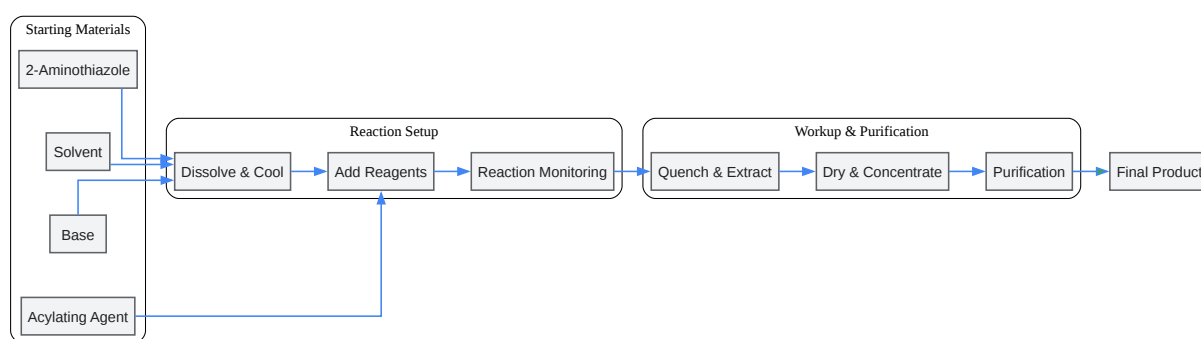 Starting Materials
2-Aminothiazole
Solvent
Base
Acylating Agent
Reaction Setup
Dissolve & Cool
Add Reagents
Reaction Monitoring
Workup & Purification
Quench & Extract
Dry & Concentrate
Purification
Final Product